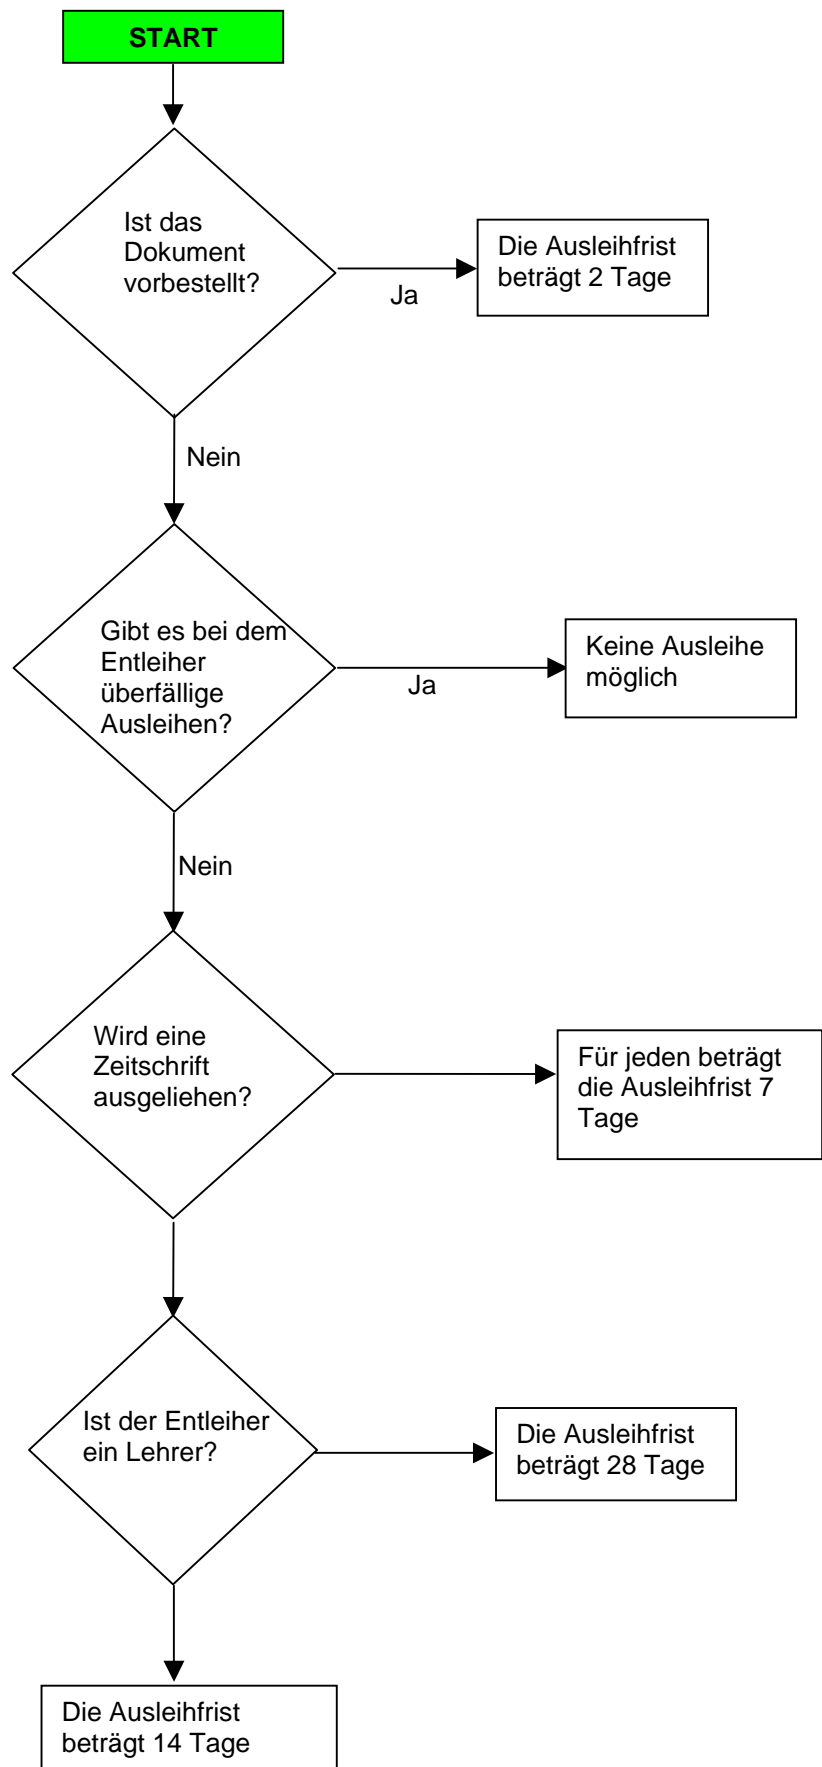 START
Ist das
Dokument
vorbestellt?
Ja
Die Ausleihfrist
beträgt 2 Tage
Nein
Gibt es bei dem
Entleiher
überfällige
Ausleihen?
Ja
Keine Ausleihe
möglich
Nein
Wird eine
Zeitschrift
ausgeliehen?
Für jeden beträgt
die Ausleihfrist 7
Tage
Ist der Entleiher
ein Lehrer?
Die Ausleihfrist
beträgt 28 Tage
Die Ausleihfrist
beträgt 14 Tage